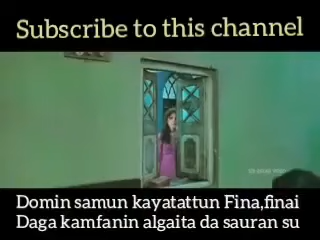 Subscribe to this channel
Domin samun kayatattun Fina,finai
Daga kamfanin algaita da sauran su